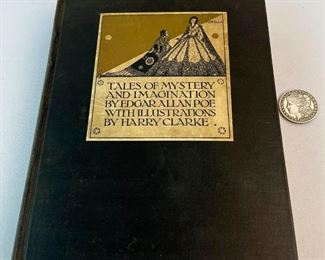 TALES OF MYSTERY
AND IMAGINATION
BY EDGAR ALLAN POE
WITH ILLUSTRATIONS
BY HARRY CLARKE .